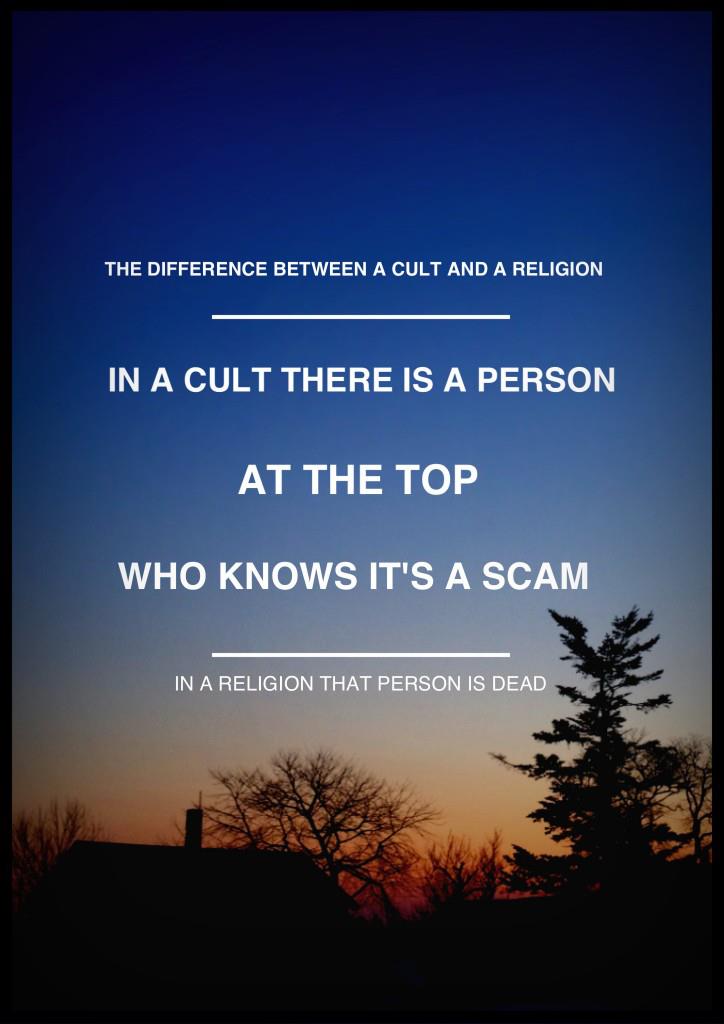 THE DIFFERENCE BETWEEN A CULT AND A RELIGION
IN A CULT THERE IS A PERSON
AT THE TOP
WHO KNOWS IT'S A SCAM
IN A RELIGION THAT PERSON IS DEAD